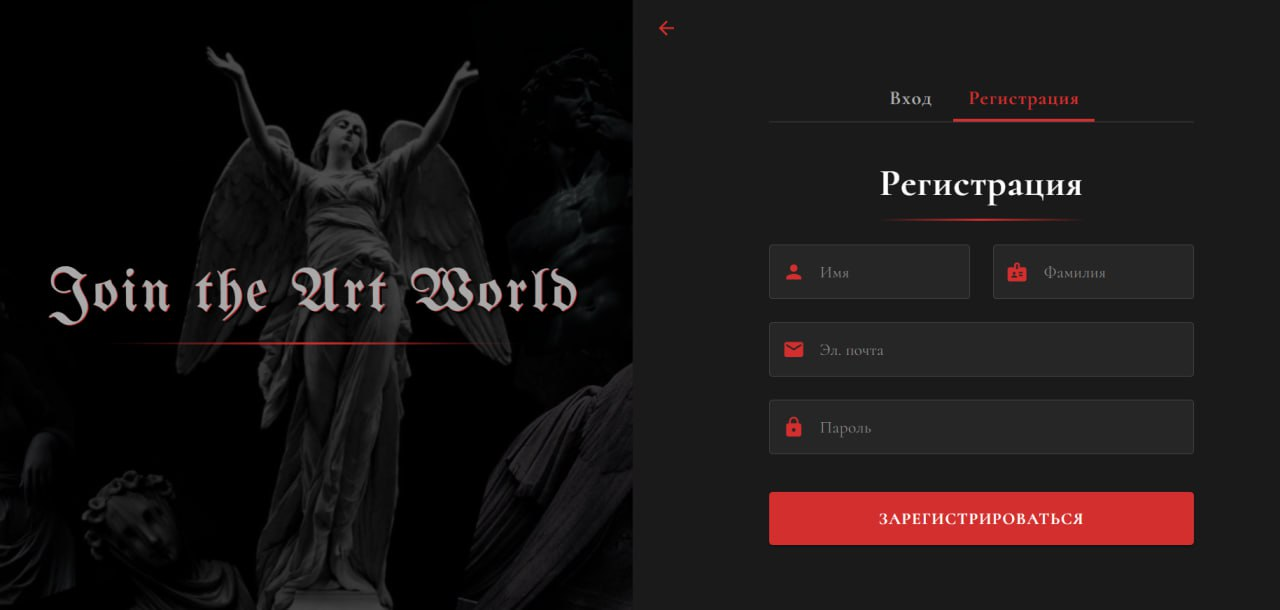 Join the Art World
Вход Регистрация
Регистрация
Имя Фамилия
Эл. почта
Пароль
ЗАРЕГИСТРИРОВАТЬСЯ